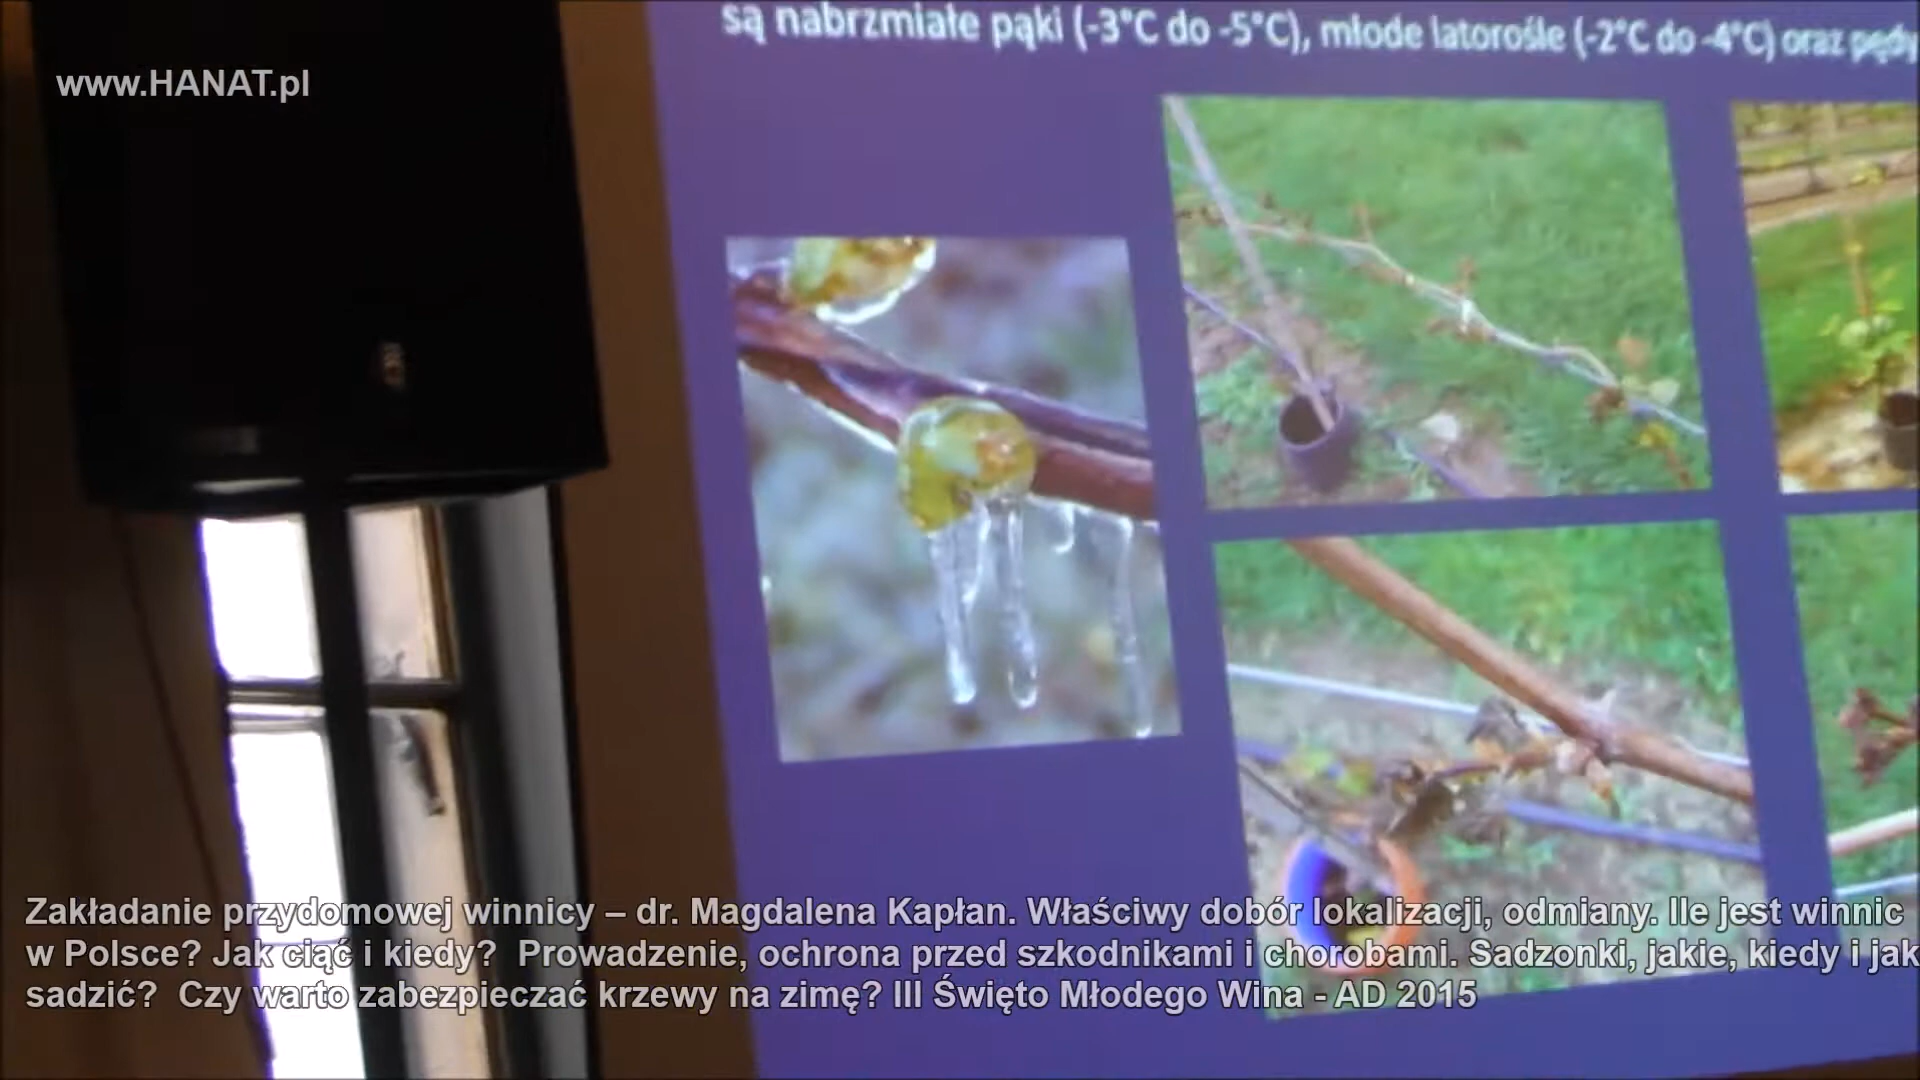 są nabrzmiałe pąki (-3°C do -5°C), młode latorośle (-2°C do -4°C) oraz pędy
www.HANAT.pl
Zakładanie przydomowej winnicy – dr. Magdalena Kapłan. Właściwy dobór lokalizacji, odmiany. Ile jest winnic
w Polsce? Jak ciąć i kiedy? Prowadzenie, ochrona przed szkodnikami i chorobami. Sadzonki, jakie, kiedy i jak
sadzić? Czy warto zabezpieczać krzewy na zimę? III Święto Młodego Wina - AD 2015